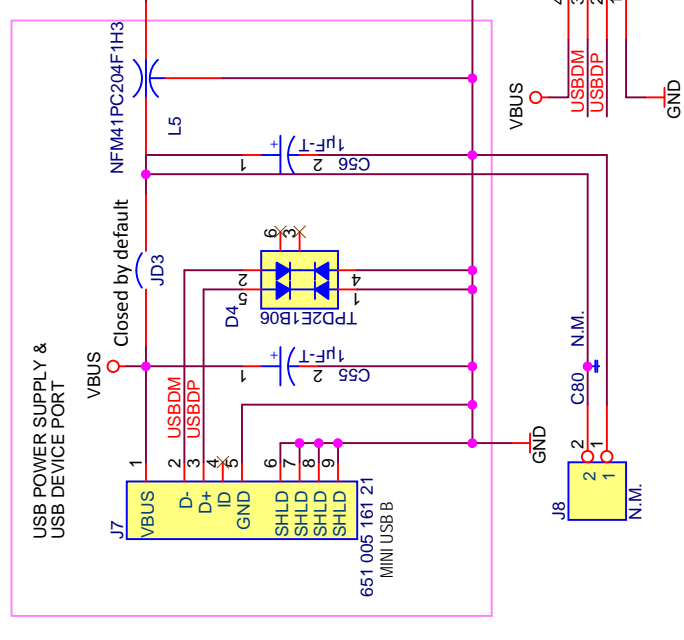 USB POWER SUPPLY &
USB DEVICE PORT
VBUS
Closed by default
JD3
NFM41PC204F1H3
L5
1
+
2
1µF-T
C56
6
3
2
5
4
1
D4
TPD2E1B06
1
+
2
1µF-T
C55
USBDM
USBDP
1
2
3
4
5
6
7
8
9
J7
VBUS
D-
D+
ID
GND
SHLD
SHLD
SHLD
SHLD
651 005 161 21
MINI USB B
GND
C80
N.M.
2
1
J8
2
1
N.M.
VBUS
USBDM
USBDP
GND